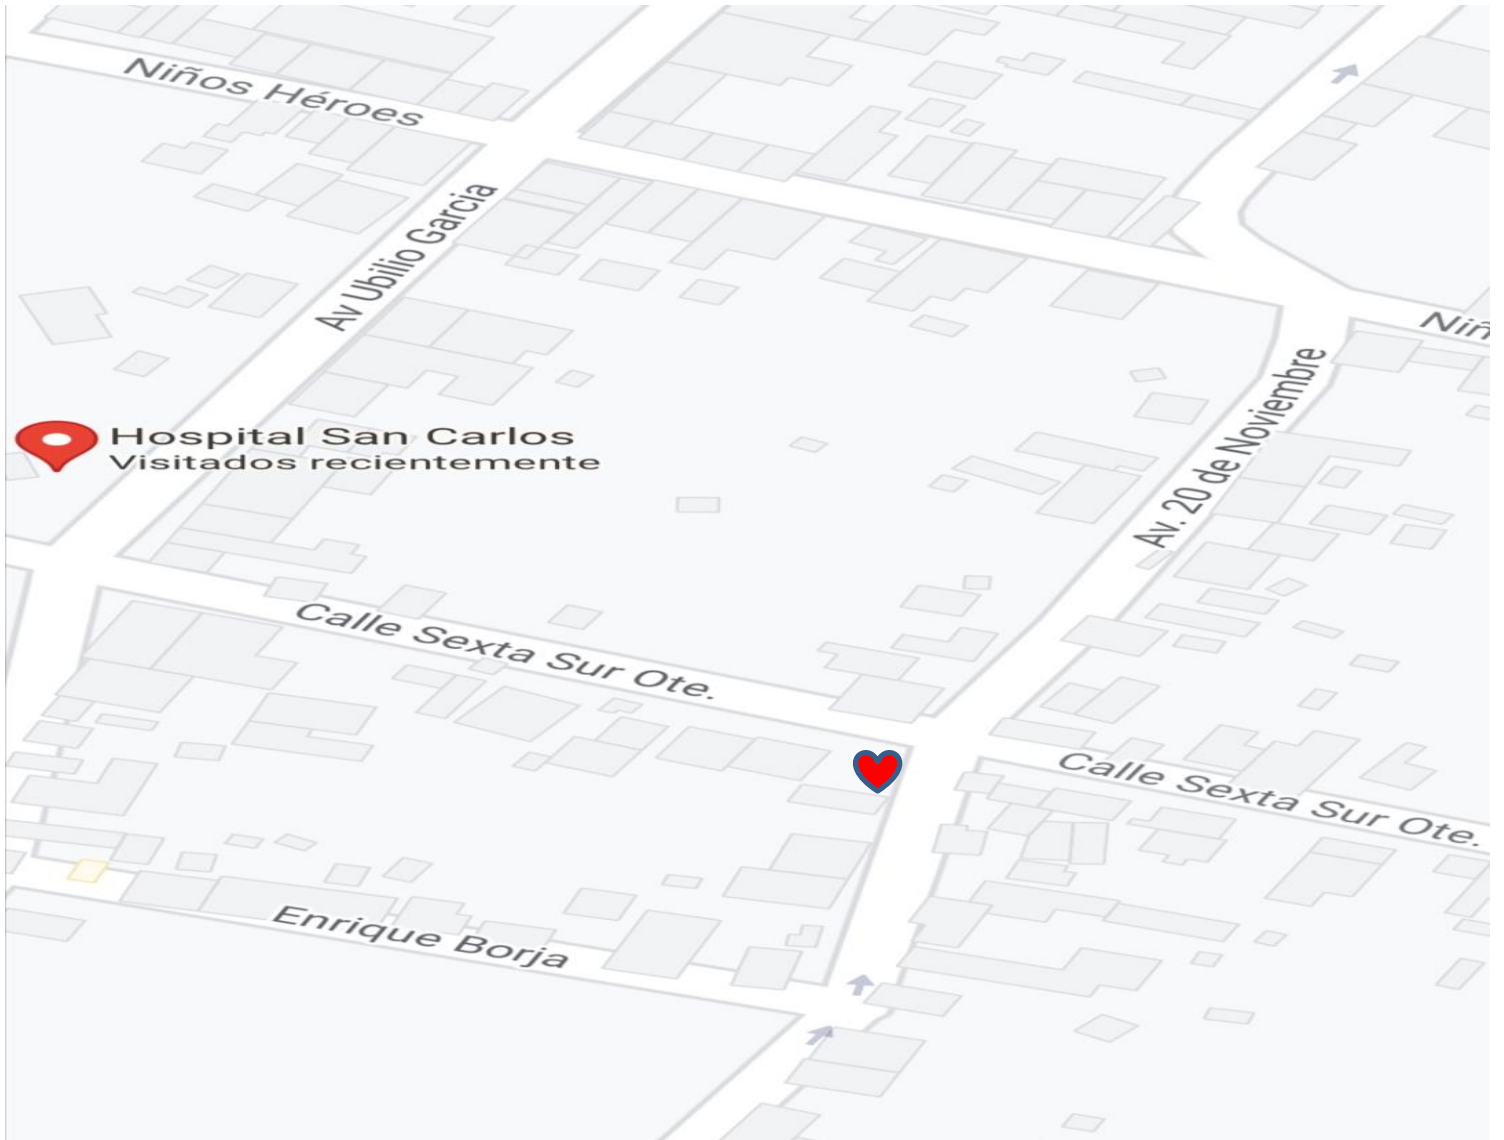 Niños Héroes
Av Ubilio Garcia
Niñ
Av. 20 de Noviembre
Hospital San Carlos
Visitados recientemente
Calle Sexta Sur Ote.
Calle Sexta Sur Ote.
Enrique Borja